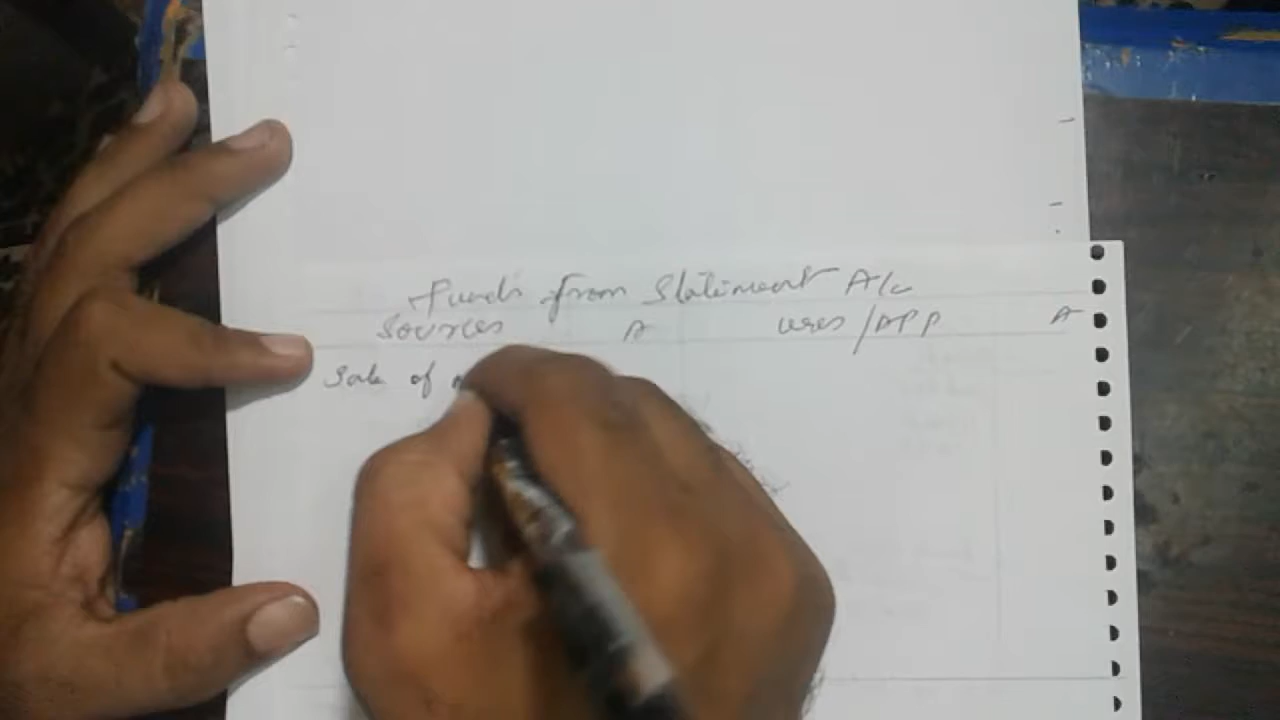 Funds from Statement A/c
Sources A uses/APP A
Sale of